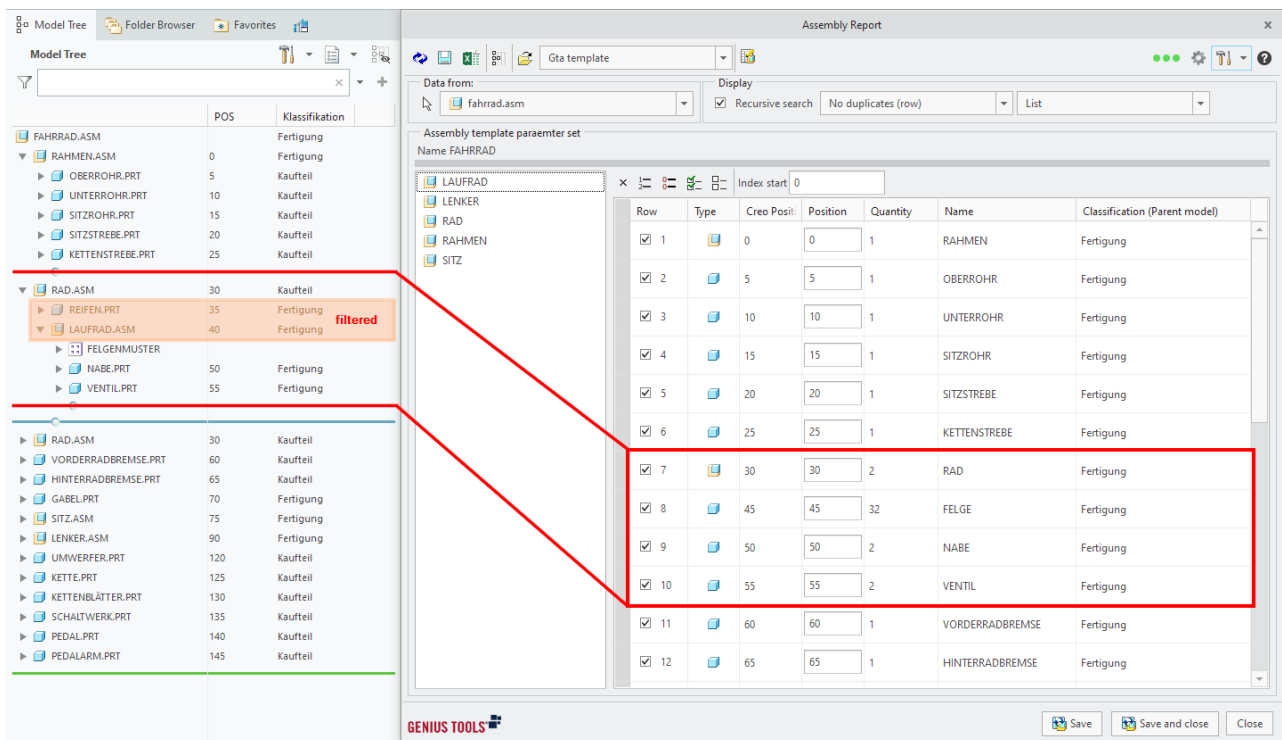 Model Tree Folder Browser Favorites
Model Tree
POS Klassifikation
FAHRRAD.ASM Fertigung
RAHMEN.ASM 0 Fertigung
OBERROHR.PRT 5 Kaufteil
UNTERROHR.PRT 10 Kaufteil
SITZROHR.PRT 15 Kaufteil
SITZSTREBE.PRT 20 Kaufteil
KETTENSTREBE.PRT 25 Kaufteil
RAD.ASM 30 Kaufteil
REIFEN.PRT 35 Fertigung
filtered
LAUFRAD.ASM 40 Fertigung
FELGENMUSTER
NABE.PRT 50 Fertigung
VENTIL.PRT 55 Fertigung
RAD.ASM 30 Kaufteil
VORDERRADBREMSE.PRT 60 Kaufteil
HINTERRADBREMSE.PRT 65 Kaufteil
GABEL.PRT 70 Fertigung
SITZ.ASM 75 Fertigung
LENKER.ASM 90 Fertigung
UMWERFER.PRT 120 Kaufteil
KETTE.PRT 125 Kaufteil
KETTENBLÄTTER.PRT 130 Kaufteil
SCHALTWERK.PRT 135 Kaufteil
PEDAL.PRT 140 Kaufteil
PEDALARM.PRT 145 Kaufteil
Assembly Report
Gta template
Data from:
fahrrad.asm
Display
Recursive search No duplicates (row) List
Assembly template paraemter set
Name FAHRRAD
LAUFRAD
LENKER
RAD
RAHMEN
SITZ
Index start 0
Row Type Creo Positi Position Quantity Name Classification (Parent model)
1 0 0 1 RAHMEN Fertigung
2 5 5 1 OBERROHR Fertigung
3 10 10 1 UNTERROHR Fertigung
4 15 15 1 SITZROHR Fertigung
5 20 20 1 SITZSTREBE Fertigung
6 25 25 1 KETTENSTREBE Fertigung
7 30 30 2 RAD Fertigung
8 45 45 32 FELGE Fertigung
9 50 50 2 NABE Fertigung
10 55 55 2 VENTIL Fertigung
11 60 60 1 VORDERRADBREMSE Fertigung
12 65 65 1 HINTERRADBREMSE Fertigung
GENIUS TOOLS
Save Save and close Close